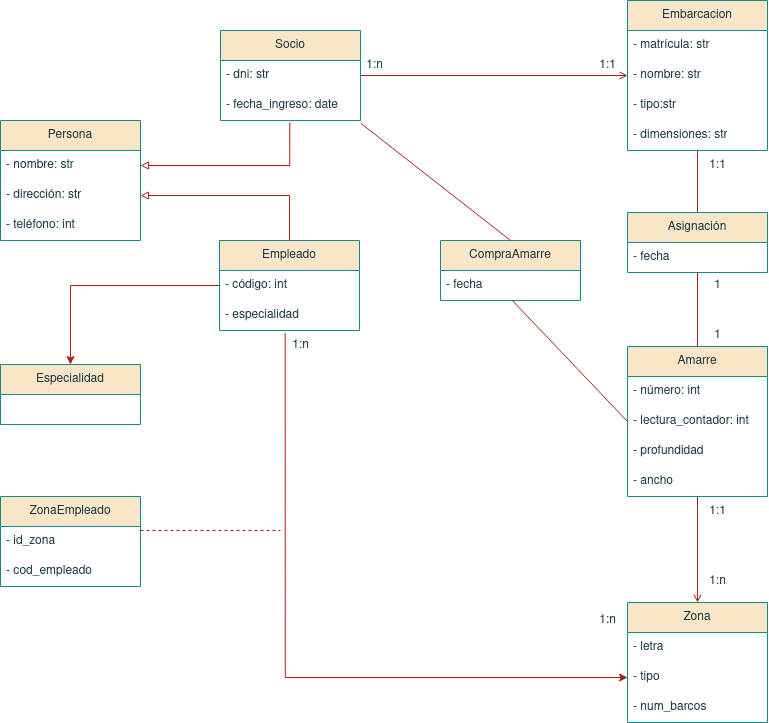 Embarcacion
- matrícula: str
- nombre: str
- tipo:str
- dimensiones: str
Socio
- dni: str
- fecha_ingreso: date
1:n
1:1
Persona
- nombre: str
- dirección: str
- teléfono: int
1:1
Asignación
- fecha
Empleado
- código: int
- especialidad
CompraAmarre
- fecha
1
1
1:n
Amarre
- número: int
- lectura_contador: int
- profundidad
- ancho
Especialidad
ZonaEmpleado
- id_zona
- cod_empleado
1:1
1:n
1:n
Zona
- letra
- tipo
- num_barcos